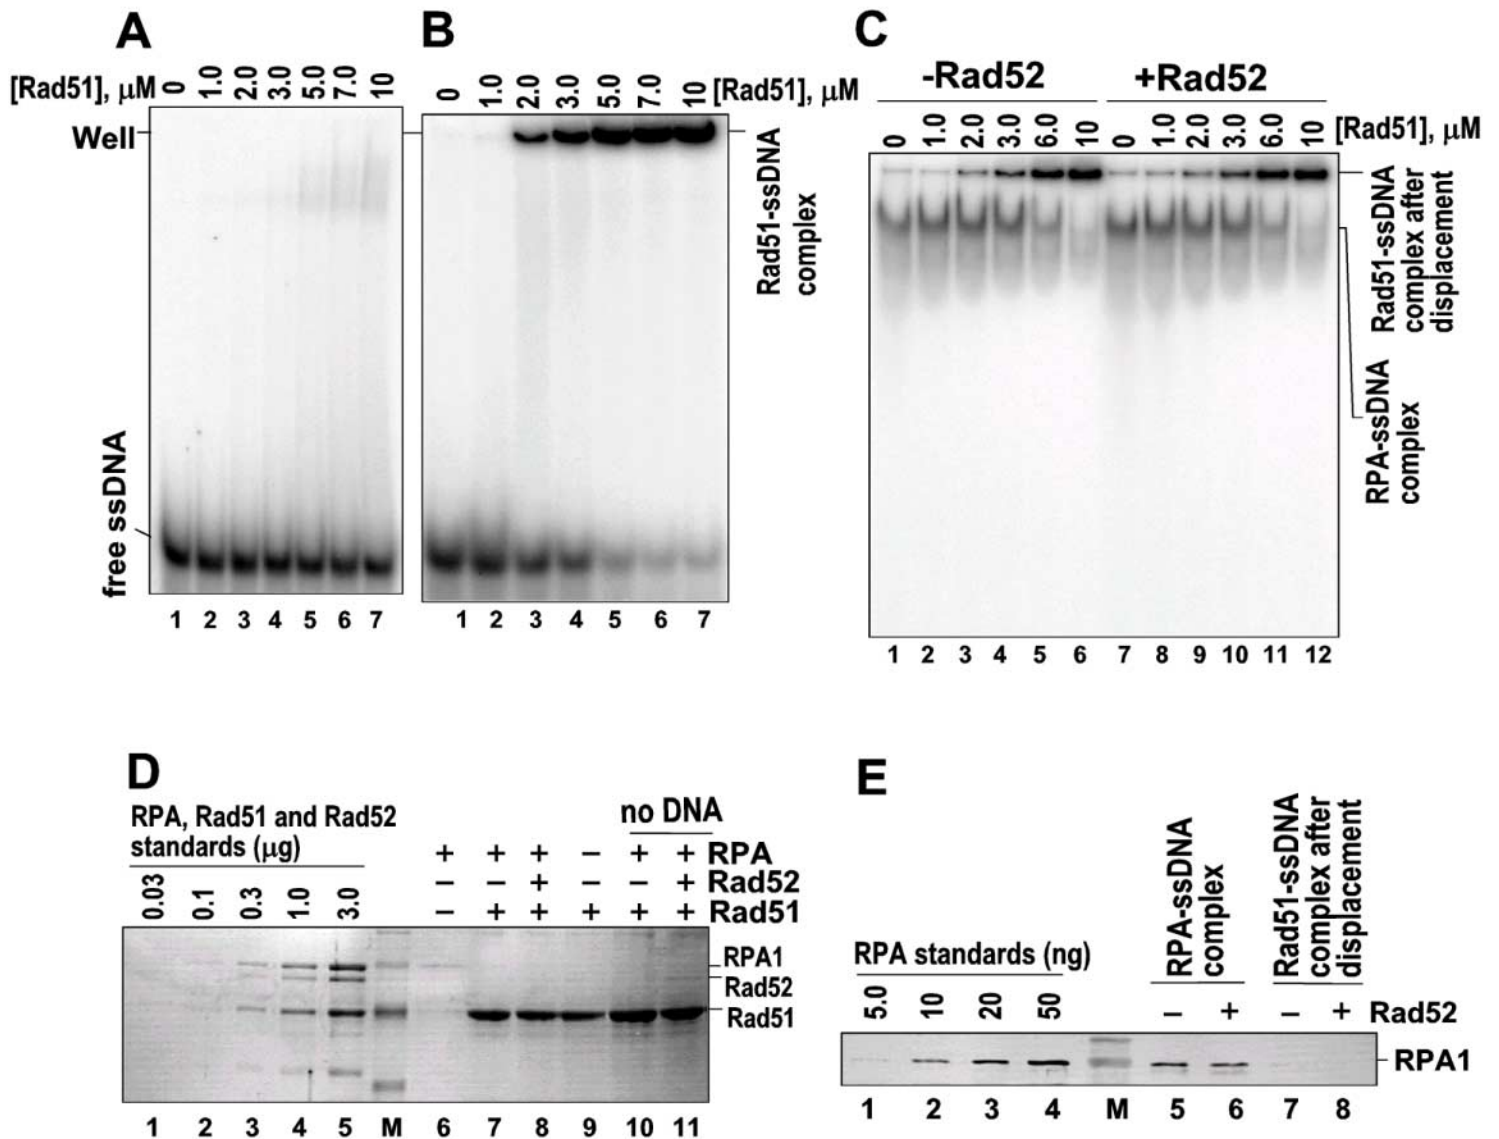 A
[Rad51], μM 0 1.0 2.0 3.0 5.0 7.0 10
Well
free ssDNA
1 2 3 4 5 6 7
B
0 1.0 2.0 3.0 5.0 7.0 10 [Rad51], μM
Rad51-ssDNA
complex
1 2 3 4 5 6 7
C
-Rad52 +Rad52
0 1.0 2.0 3.0 6.0 10 0 1.0 2.0 3.0 6.0 10 [Rad51], μM
Rad51-ssDNA
complex after
displacement
RPA-ssDNA
complex
1 2 3 4 5 6 7 8 9 10 11 12
D
RPA, Rad51 and Rad52
standards (μg)
0.03 0.1 0.3 1.0 3.0
no DNA
+ + + – + + RPA
– – + – – + Rad52
– + + + + + Rad51
RPA1
Rad52
Rad51
1 2 3 4 5 M 6 7 8 9 10 11
E
RPA standards (ng)
5.0 10 20 50
RPA-ssDNA
complex
Rad51-ssDNA
complex after
displacement
– + – + Rad52
RPA1
1 2 3 4 M 5 6 7 8